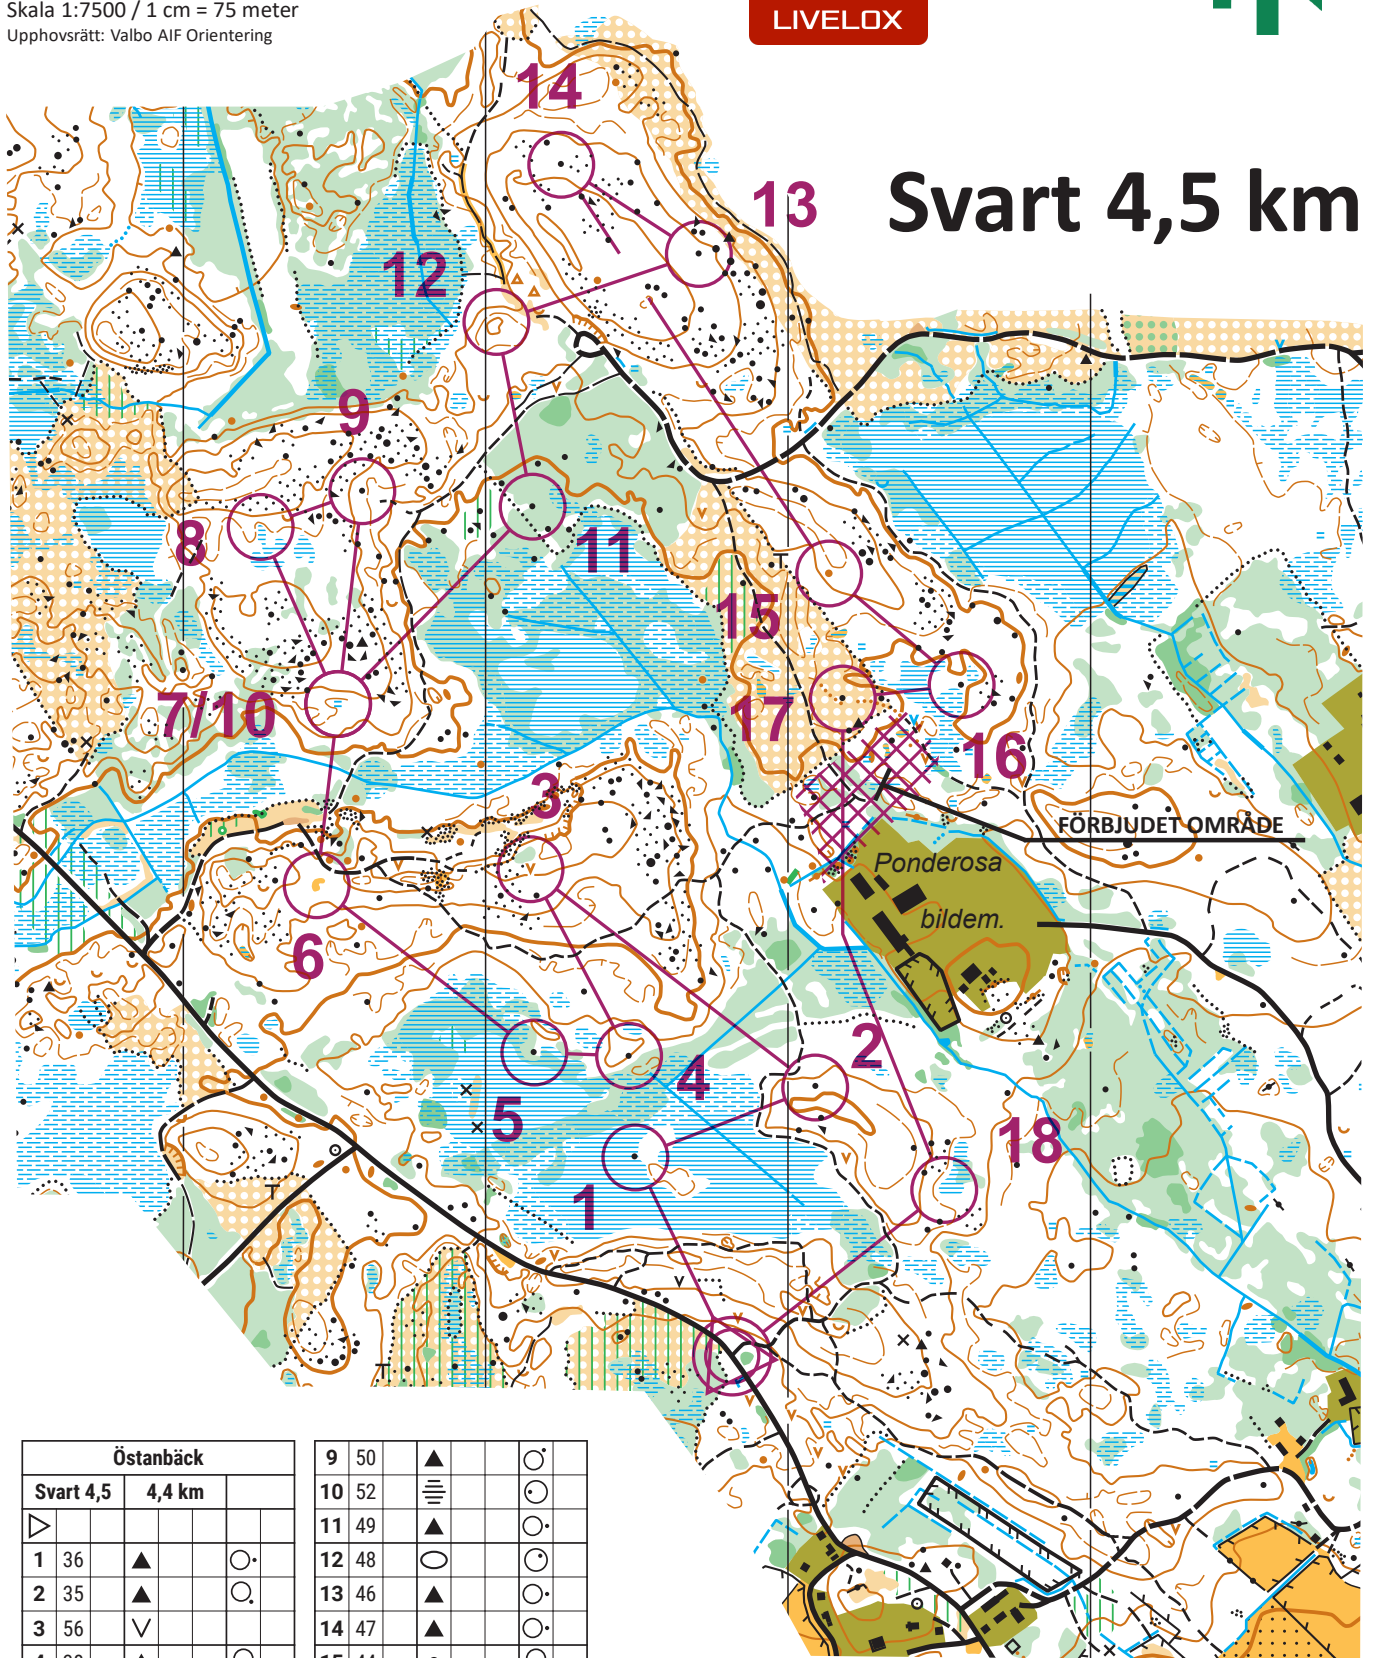 Skala 1:7500 / 1 cm = 75 meter
Upphovsrätt: Valbo AIF Orientering
LIVELOX
Svart 4,5 km
14
13
12
9
8
11
15
7/10
17
16
3
FÖRBJUDET OMRÅDE
Ponderosa
bildem.
6
2
4
5
18
1
Östanbäck
Svart 4,5 4,4 km
1 36
2 35
3 56
9 50
10 52
11 49
12 48
13 46
14 47